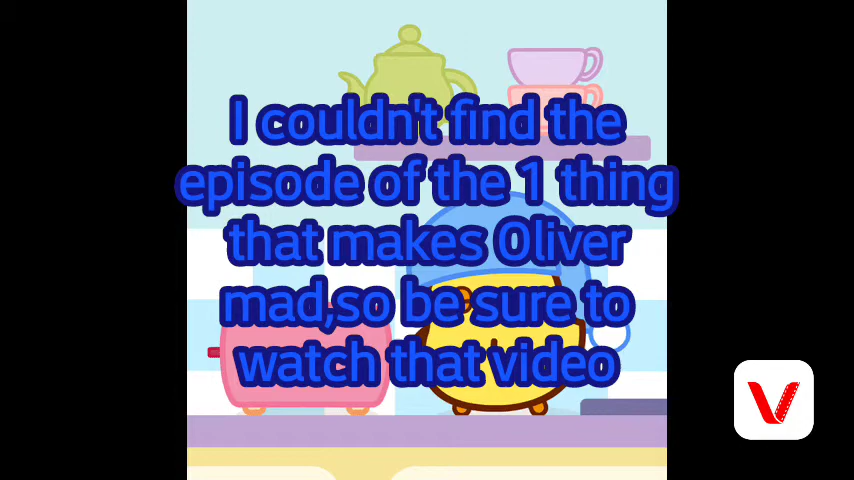 I couldn't find the
episode of the 1 thing
that makes Oliver
mad,so be sure to
watch that video